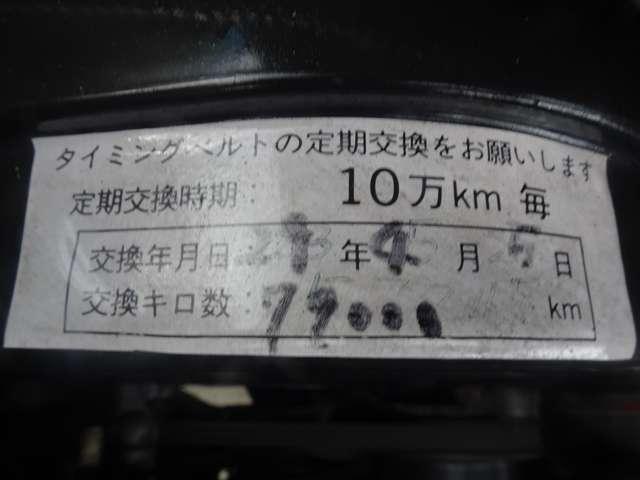 タイミングベルトの定期交換をお願いします
定期交換時期： 10万km 毎
交換年月日： 年 月 日
交換キロ数： km